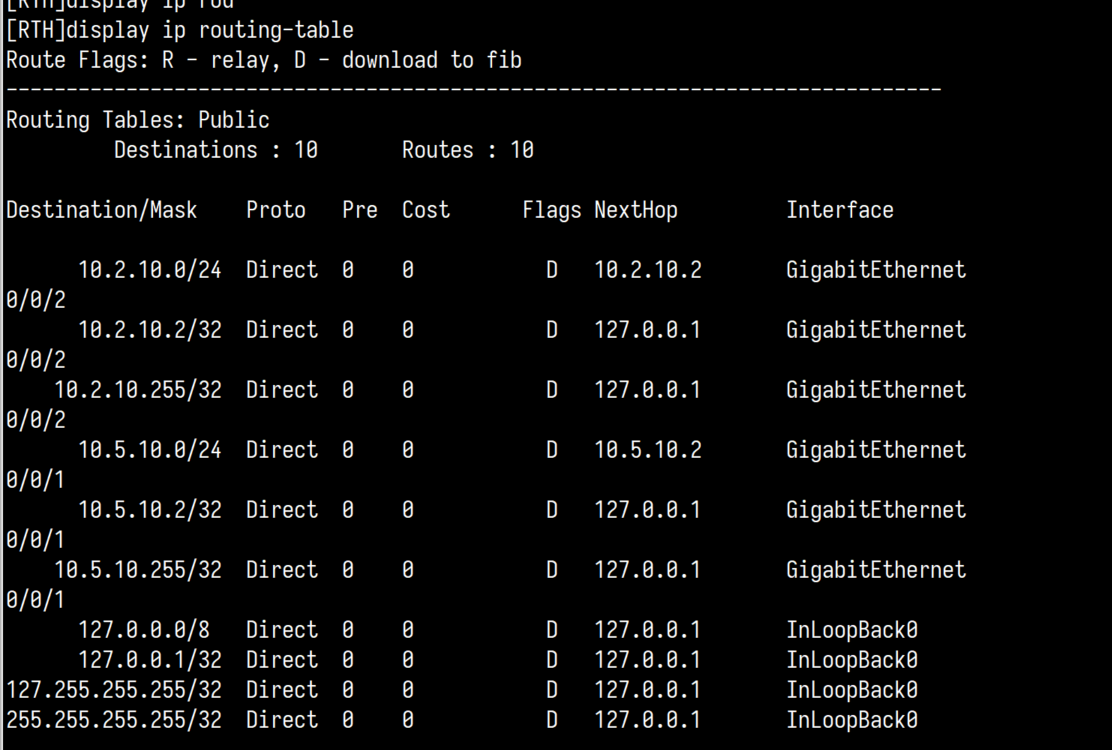 [RTH]display ip rou
[RTH]display ip routing-table
Route Flags: R - relay, D - download to fib
------------------------------------------------------------------------------
Routing Tables: Public
         Destinations : 10       Routes : 10

Destination/Mask    Proto   Pre  Cost      Flags NextHop         Interface

      10.2.10.0/24  Direct  0    0           D   10.2.10.2       GigabitEthernet
0/0/2
      10.2.10.2/32  Direct  0    0           D   127.0.0.1       GigabitEthernet
0/0/2
    10.2.10.255/32  Direct  0    0           D   127.0.0.1       GigabitEthernet
0/0/2
      10.5.10.0/24  Direct  0    0           D   10.5.10.2       GigabitEthernet
0/0/1
      10.5.10.2/32  Direct  0    0           D   127.0.0.1       GigabitEthernet
0/0/1
    10.5.10.255/32  Direct  0    0           D   127.0.0.1       GigabitEthernet
0/0/1
      127.0.0.0/8   Direct  0    0           D   127.0.0.1       InLoopBack0
      127.0.0.1/32  Direct  0    0           D   127.0.0.1       InLoopBack0
127.255.255.255/32  Direct  0    0           D   127.0.0.1       InLoopBack0
255.255.255.255/32  Direct  0    0           D   127.0.0.1       InLoopBack0